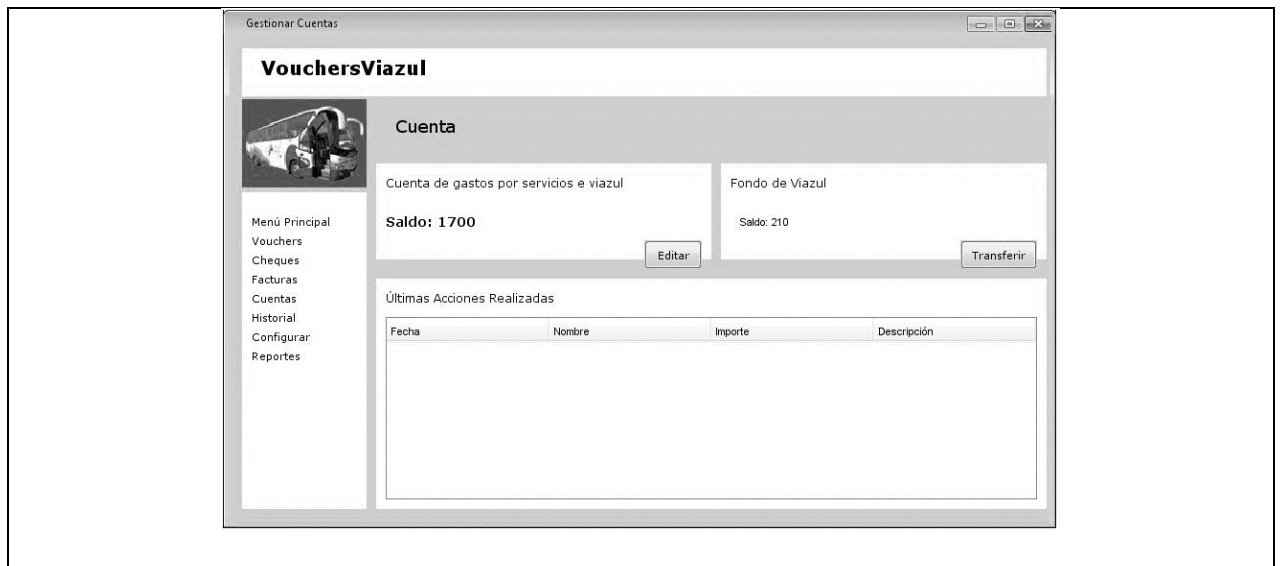 Gestionar Cuentas
VouchersViazul
Cuenta
Cuenta de gastos por servicios e viazul
Saldo: 1700
Editar
Fondo de Viazul
Saldo: 210
Transferir
Menú Principal
Vouchers
Cheques
Facturas
Cuentas
Historial
Configurar
Reportes
Últimas Acciones Realizadas
Fecha Nombre Importe Descripción